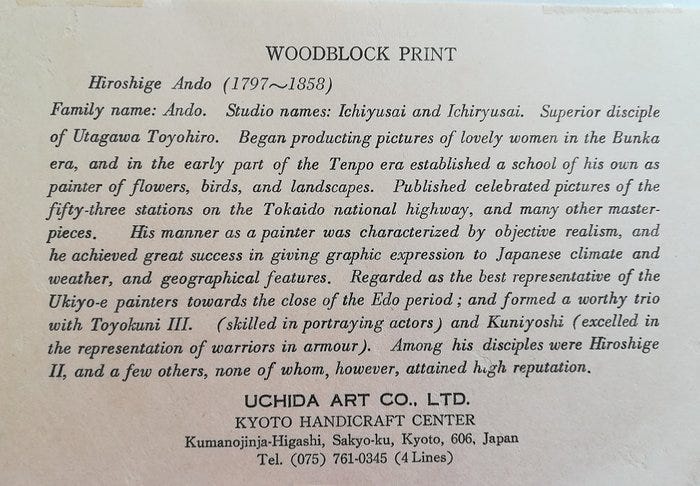 WOODBLOCK PRINT
Hiroshige Ando (1797~1858)
Family name: Ando. Studio names: Ichiyusai and Ichiryusai. Superior disciple
of Utagawa Toyohiro. Began producting pictures of lovely women in the Bunka
era, and in the early part of the Tenpo era established a school of his own as
painter of flowers, birds, and landscapes. Published celebrated pictures of the
fifty-three stations on the Tokaido national highway, and many other master-
pieces. His manner as a painter was characterized by objective realism, and
he achieved great success in giving graphic expression to Japanese climate and
weather, and geographical features. Regarded as the best representative of the
Ukiyo-e painters towards the close of the Edo period; and formed a worthy trio
with Toyokuni III. (skilled in portraying actors) and Kuniyoshi (excelled in
the representation of warriors in armour). Among his disciples were Hiroshige
II, and a few others, none of whom, however, attained high reputation.
UCHIDA ART CO., LTD.
KYOTO HANDICRAFT CENTER
Kumanojinja-Higashi, Sakyo-ku, Kyoto, 606, Japan
Tel. (075) 761-0345 (4 Lines)